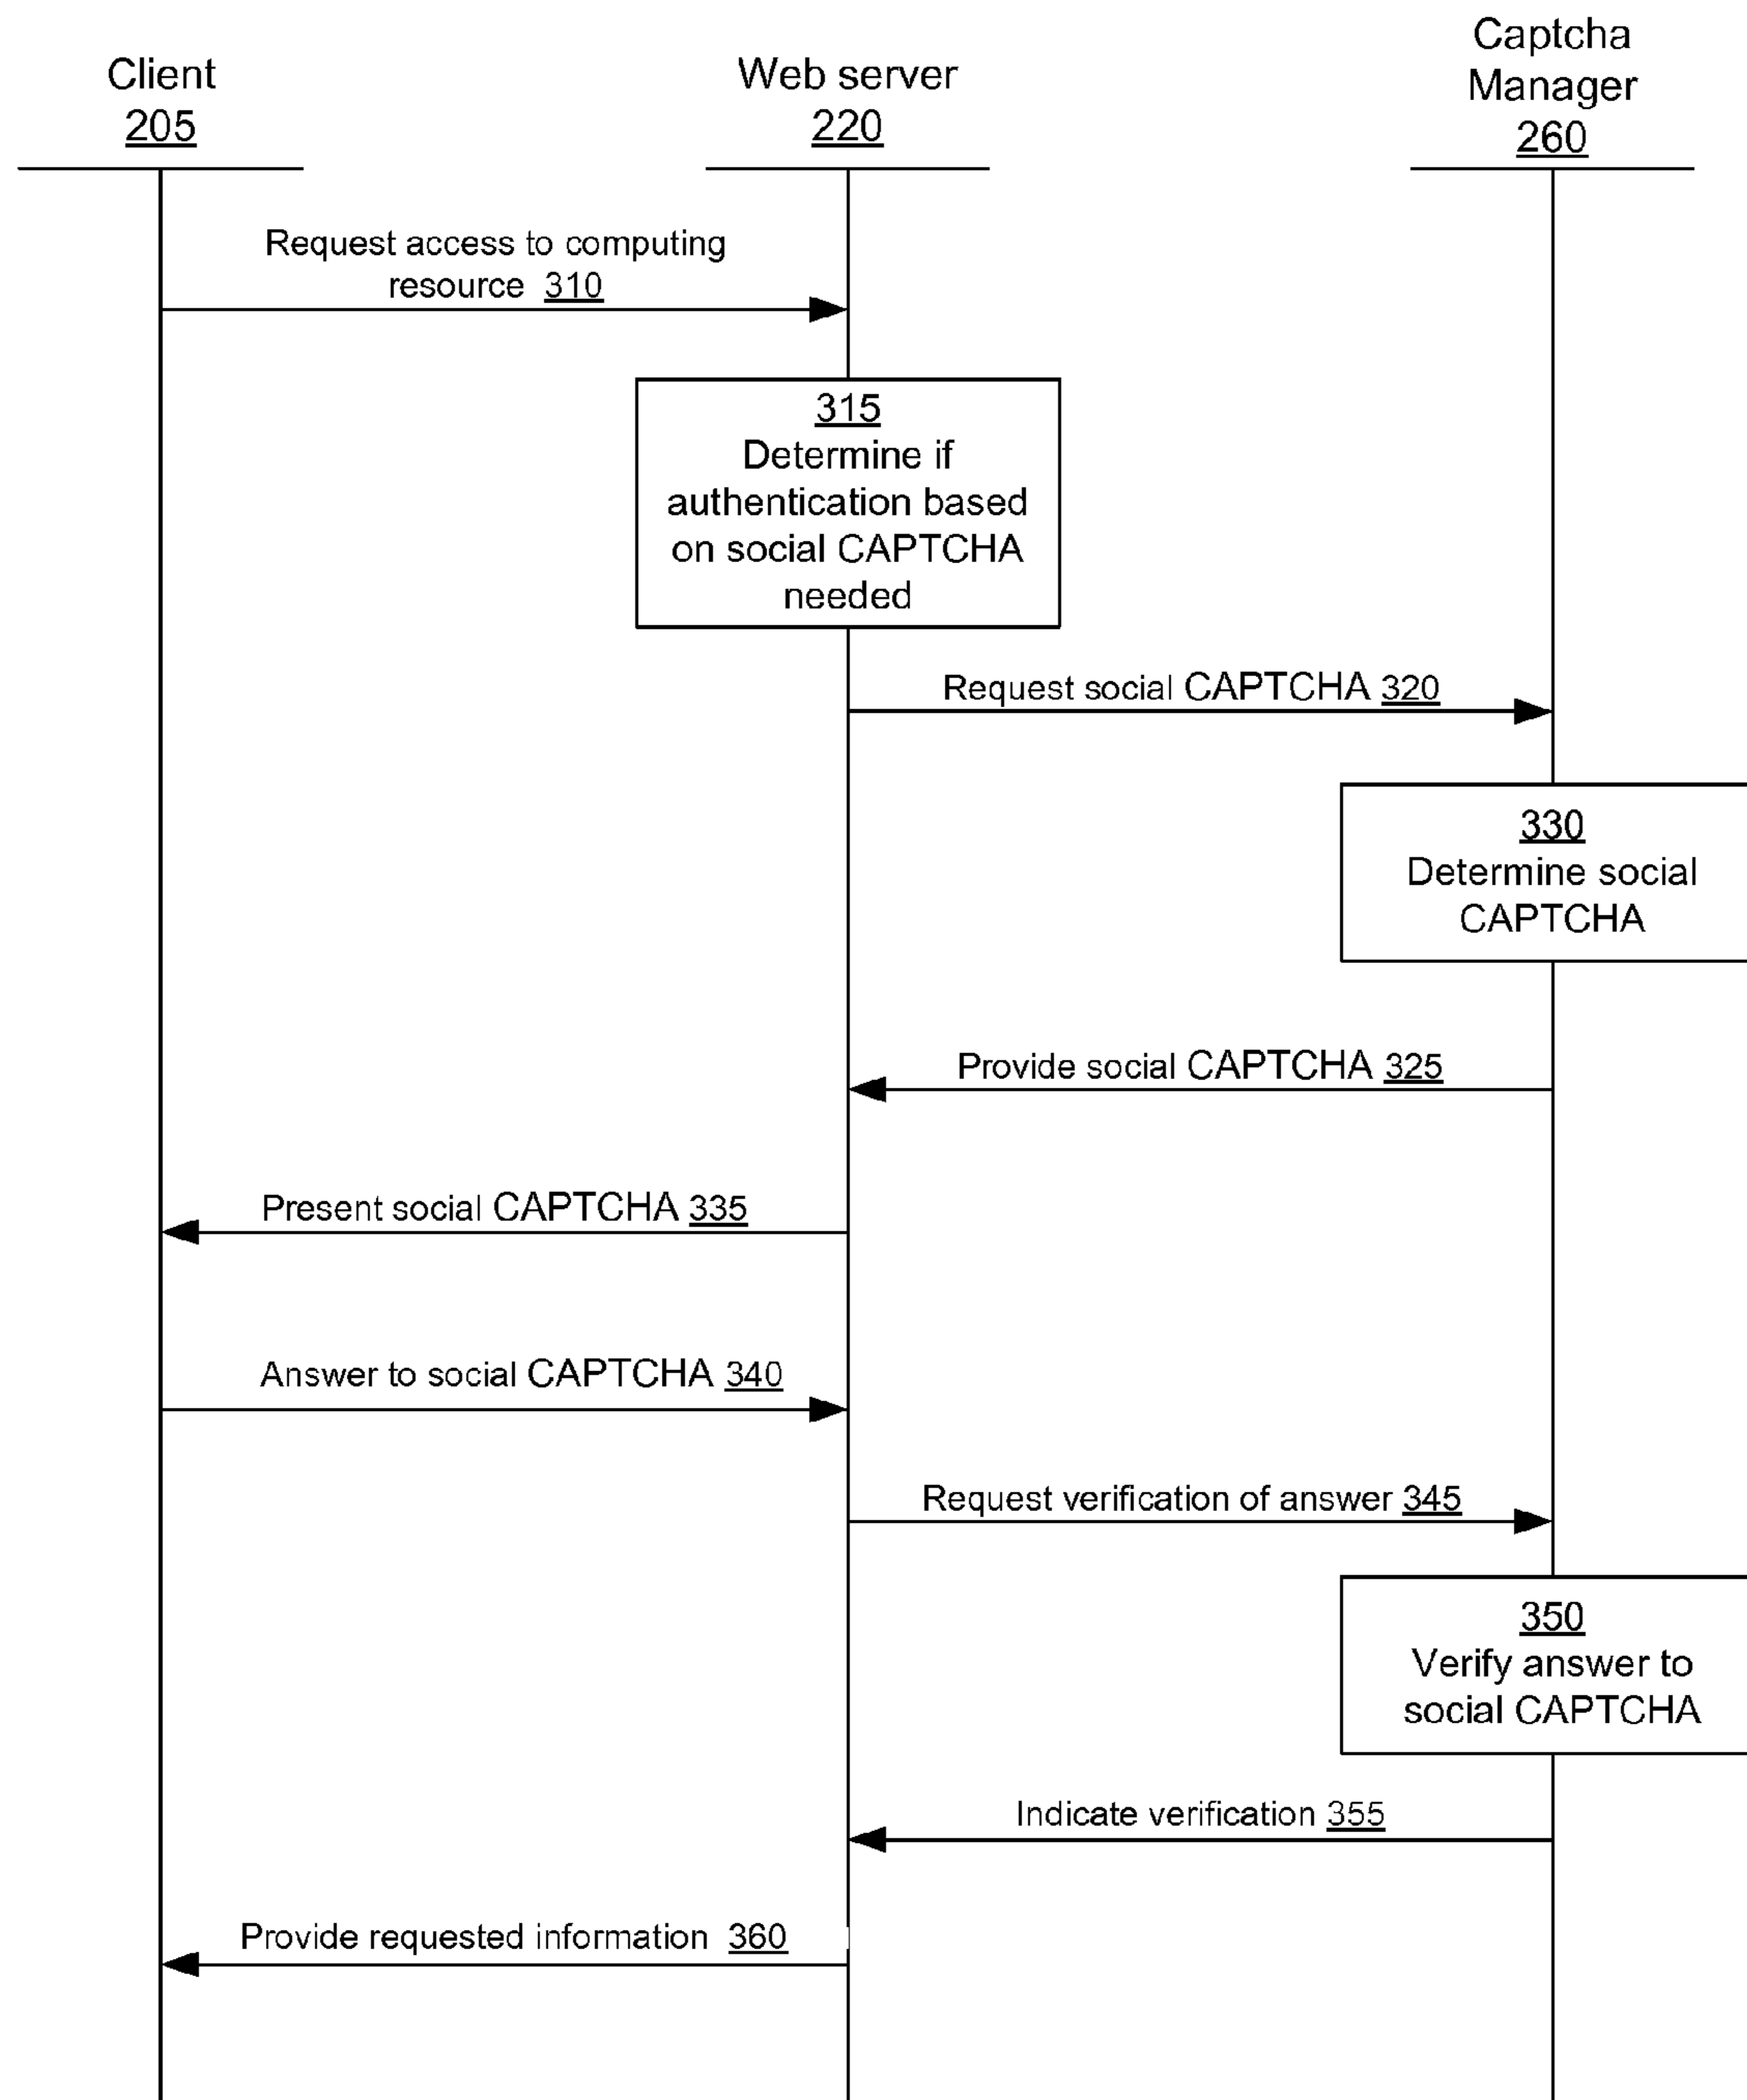 Client
205
Web server
220
Captcha
Manager
260
Request access to computing
resource 310
315
Determine if
authentication based
on social CAPTCHA
needed
Request social CAPTCHA 320
330
Determine social
CAPTCHA
Provide social CAPTCHA 325
Present social CAPTCHA 335
Answer to social CAPTCHA 340
Request verification of answer 345
350
Verify answer to
social CAPTCHA
Indicate verification 355
Provide requested information 360